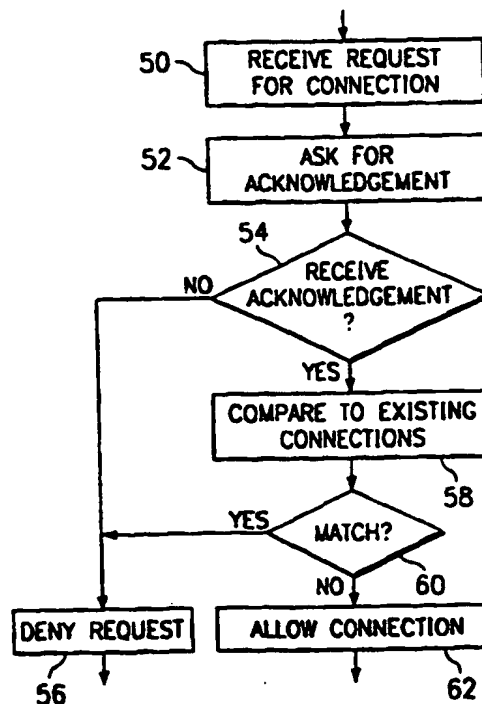 50
RECEIVE REQUEST
FOR CONNECTION
52
ASK FOR
ACKNOWLEDGEMENT
54
NO
RECEIVE
ACKNOWLEDGEMENT
?
YES
COMPARE TO EXISTING
CONNECTIONS
58
YES
MATCH?
60
NO
DENY REQUEST
ALLOW CONNECTION
56
62